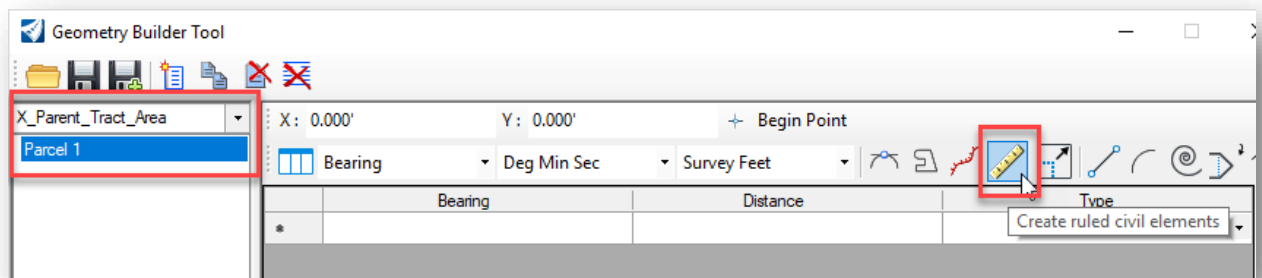 Geometry Builder Tool
X_Parent_Tract_Area
Parcel 1
X: 0.000' Y: 0.000' Begin Point
Bearing Deg Min Sec Survey Feet
Bearing Distance Type
*
Create ruled civil elements